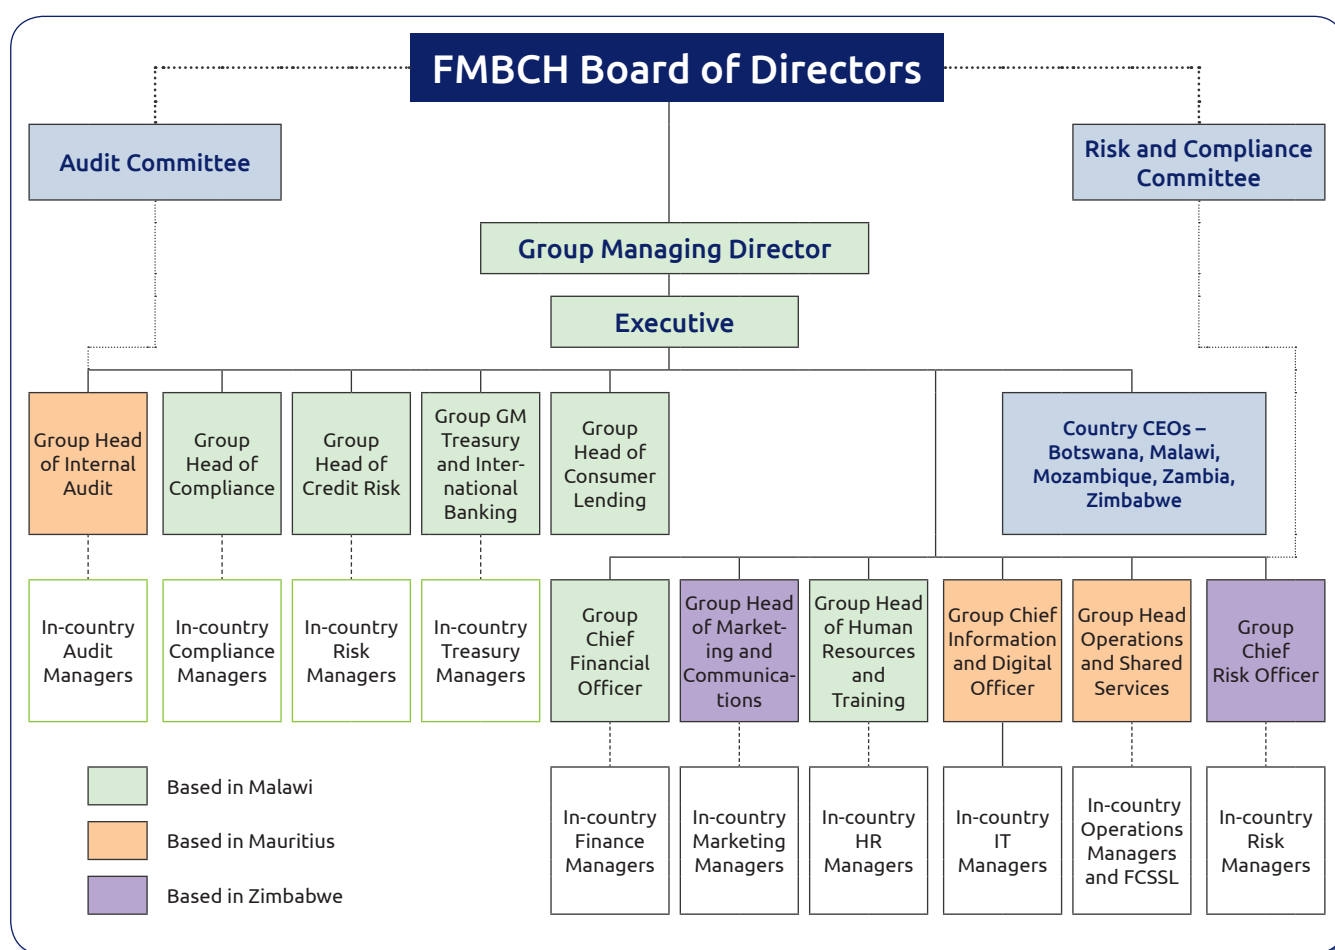 FMBCH Board of Directors
Audit Committee
Risk and Compliance
Committee
Group Managing Director
Executive
Group Head
of Internal
Audit
Group
Head of
Compliance
Group
Head of
Credit Risk
Group GM
Treasury
and Inter-
national
Banking
Group
Head of
Consumer
Lending
Country CEOs –
Botswana, Malawi,
Mozambique, Zambia,
Zimbabwe
In-country
Audit
Managers
In-country
Compliance
Managers
In-country
Risk
Managers
In-country
Treasury
Managers
Group
Chief
Financial
Officer
Group Head
of Market-
ing and
Communica-
tions
Group Head
of Human
Resources
and
Training
Group Chief
Information
and Digital
Officer
Group Head
Operations
and Shared
Services
Group
Chief
Risk Officer
In-country
Finance
Managers
In-country
Marketing
Managers
In-country
HR
Managers
In-country
IT
Managers
In-country
Operations
Managers
and FCSSL
In-country
Risk
Managers
Based in Malawi
Based in Mauritius
Based in Zimbabwe